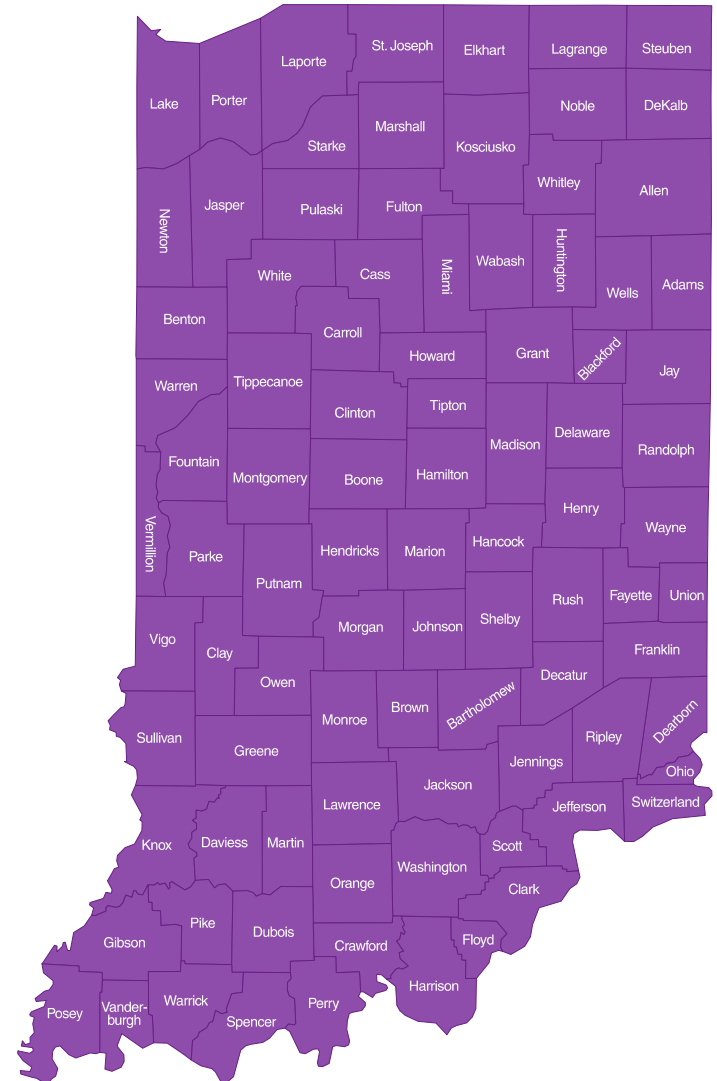 St. Joseph
Elkhart
Lagrange
Steuben
Laporte
Lake
Porter
Noble
DeKalb
Marshall
Starke
Kosciusko
Whitley
Allen
Newton
Jasper
Pulaski
Fulton
White
Cass
Miami
Wabash
Huntington
Wells
Adams
Benton
Carroll
Howard
Grant
Blackford
Jay
Warren
Tippecanoe
Clinton
Tipton
Madison
Delaware
Randolph
Fountain
Montgomery
Boone
Hamilton
Henry
Wayne
Vermillion
Parke
Putnam
Hendricks
Marion
Hancock
Rush
Fayette
Union
Vigo
Clay
Morgan
Johnson
Shelby
Franklin
Owen
Decatur
Sullivan
Greene
Monroe
Brown
Bartholomew
Ripley
Dearborn
Jennings
Ohio
Lawrence
Jackson
Jefferson
Switzerland
Knox
Daviess
Martin
Scott
Orange
Washington
Clark
Gibson
Pike
Dubois
Crawford
Floyd
Harrison
Posey
Vander-
burgh
Warrick
Spencer
Perry